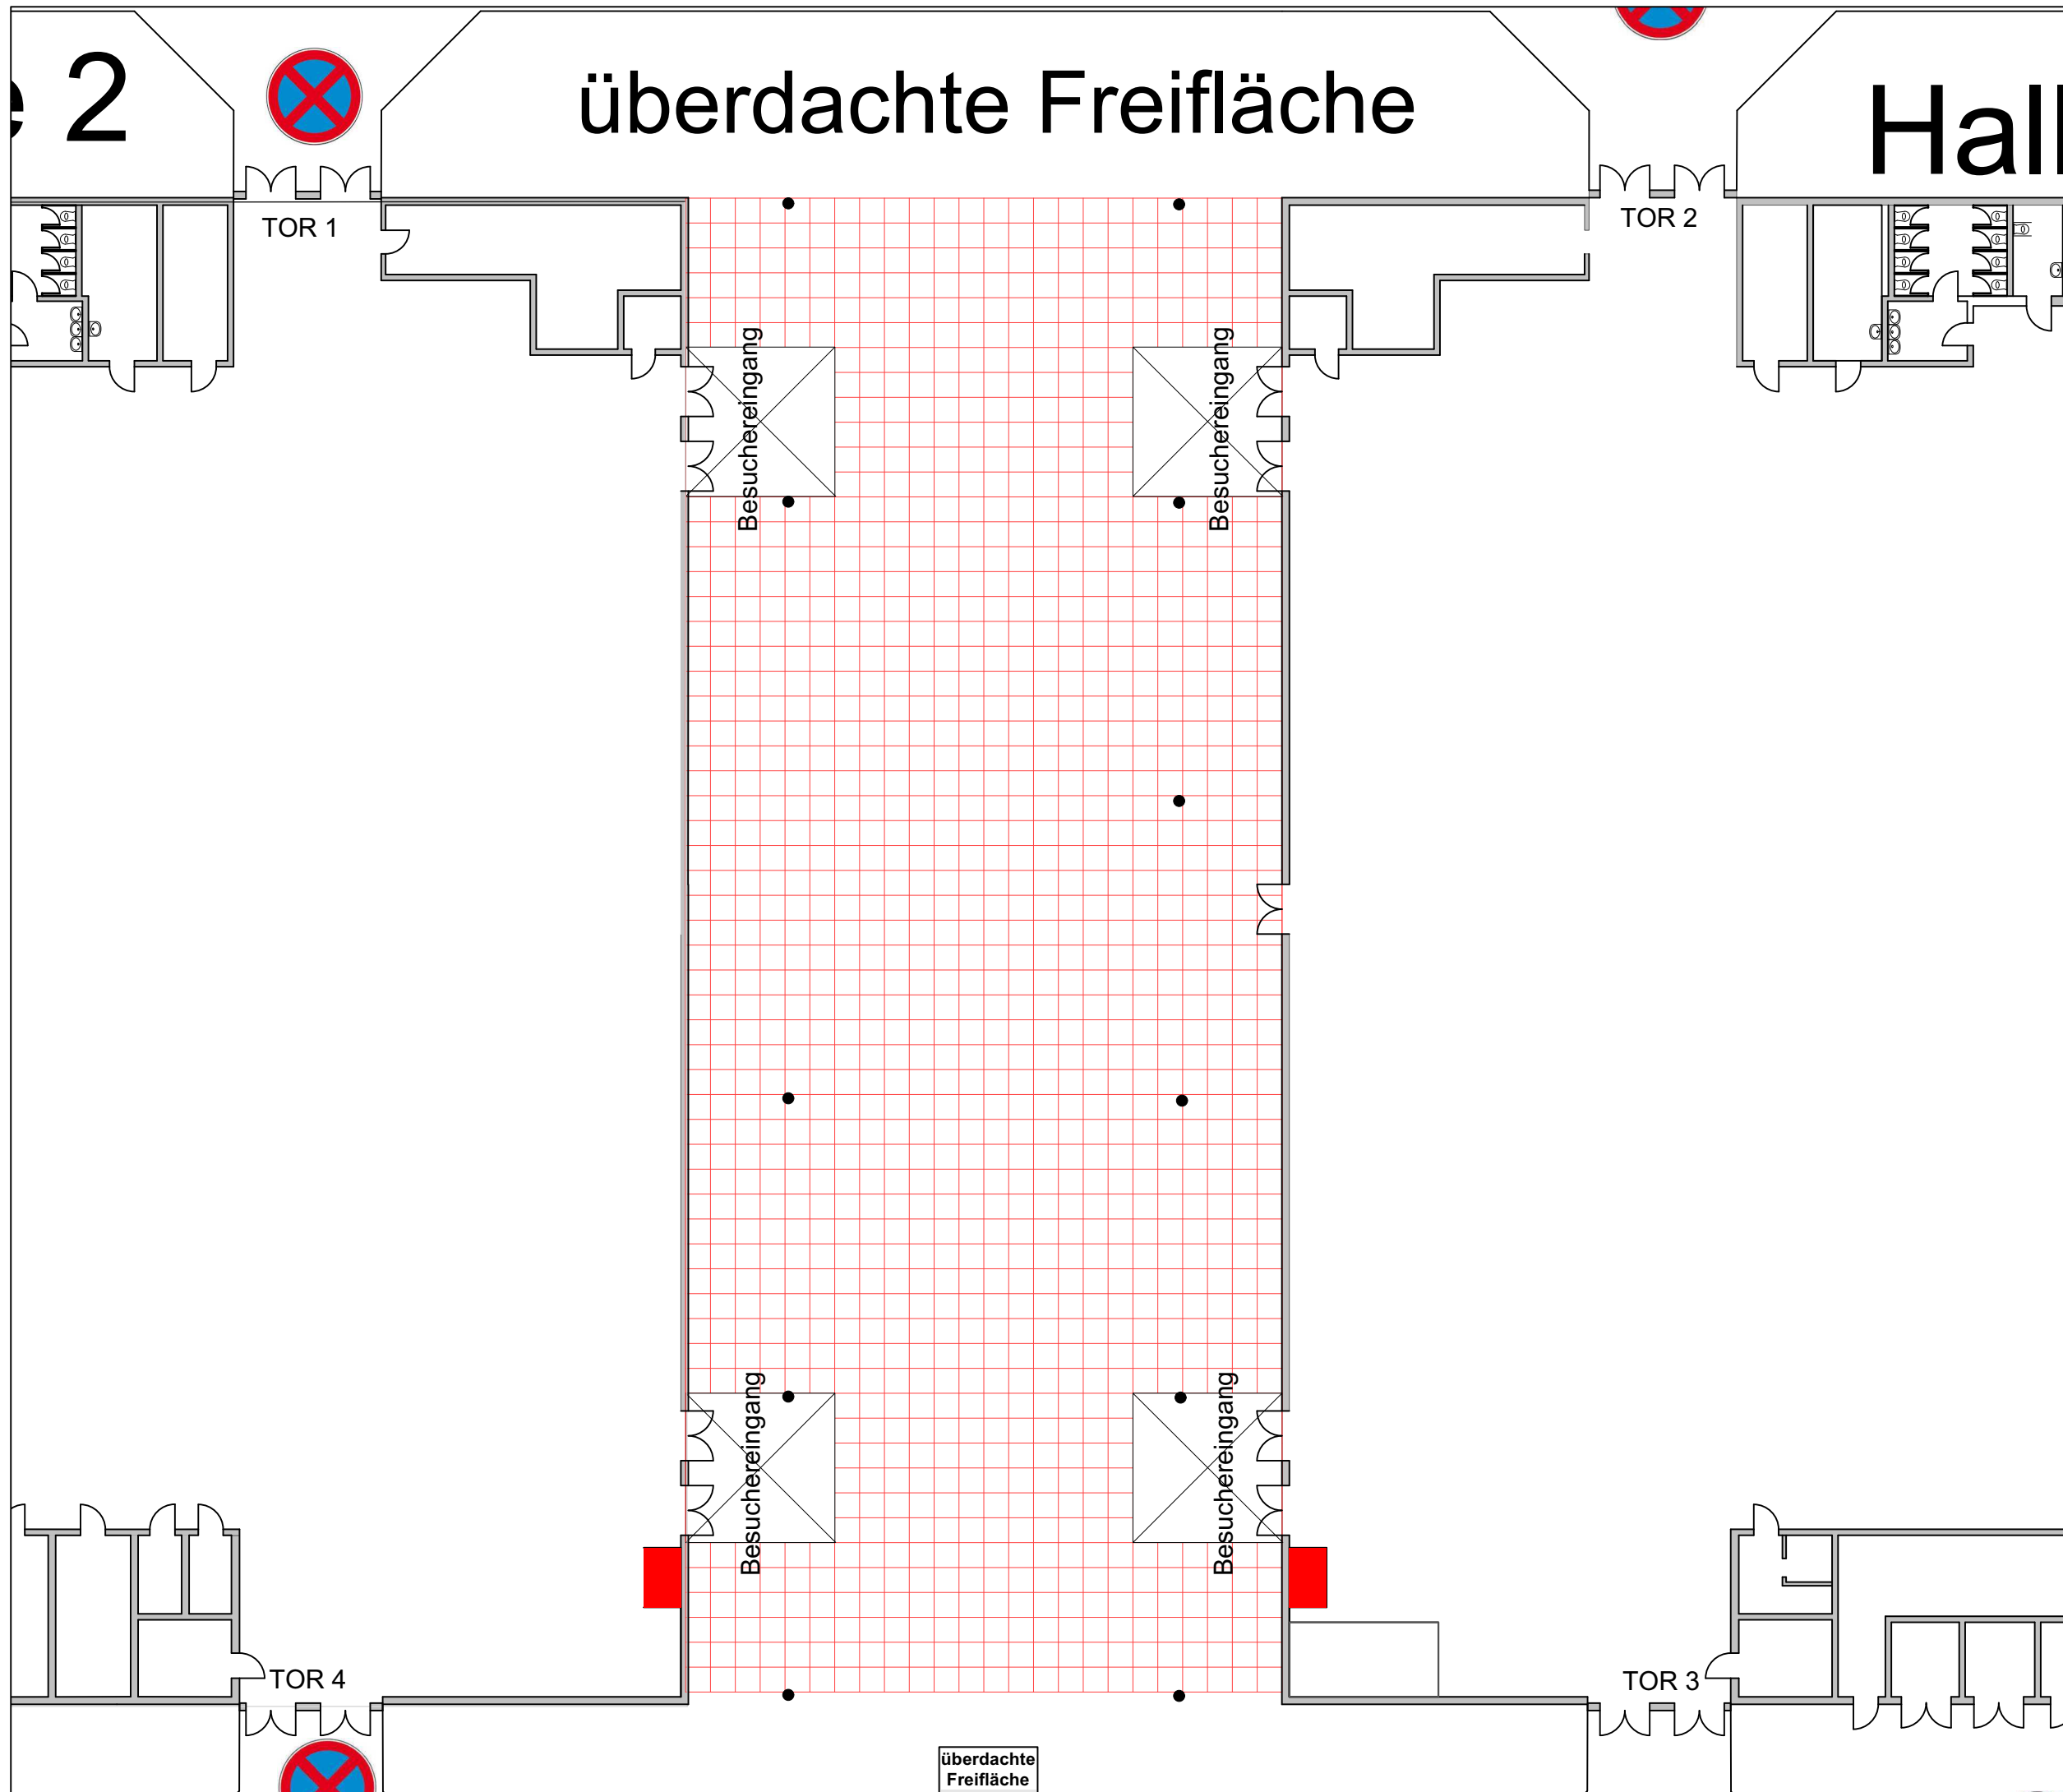 e 2
überdachte Freifläche
Hall
TOR 1
TOR 2
Besuchereingang
Besuchereingang
Besuchereingang
Besuchereingang
TOR 4
TOR 3
überdachte
Freifläche